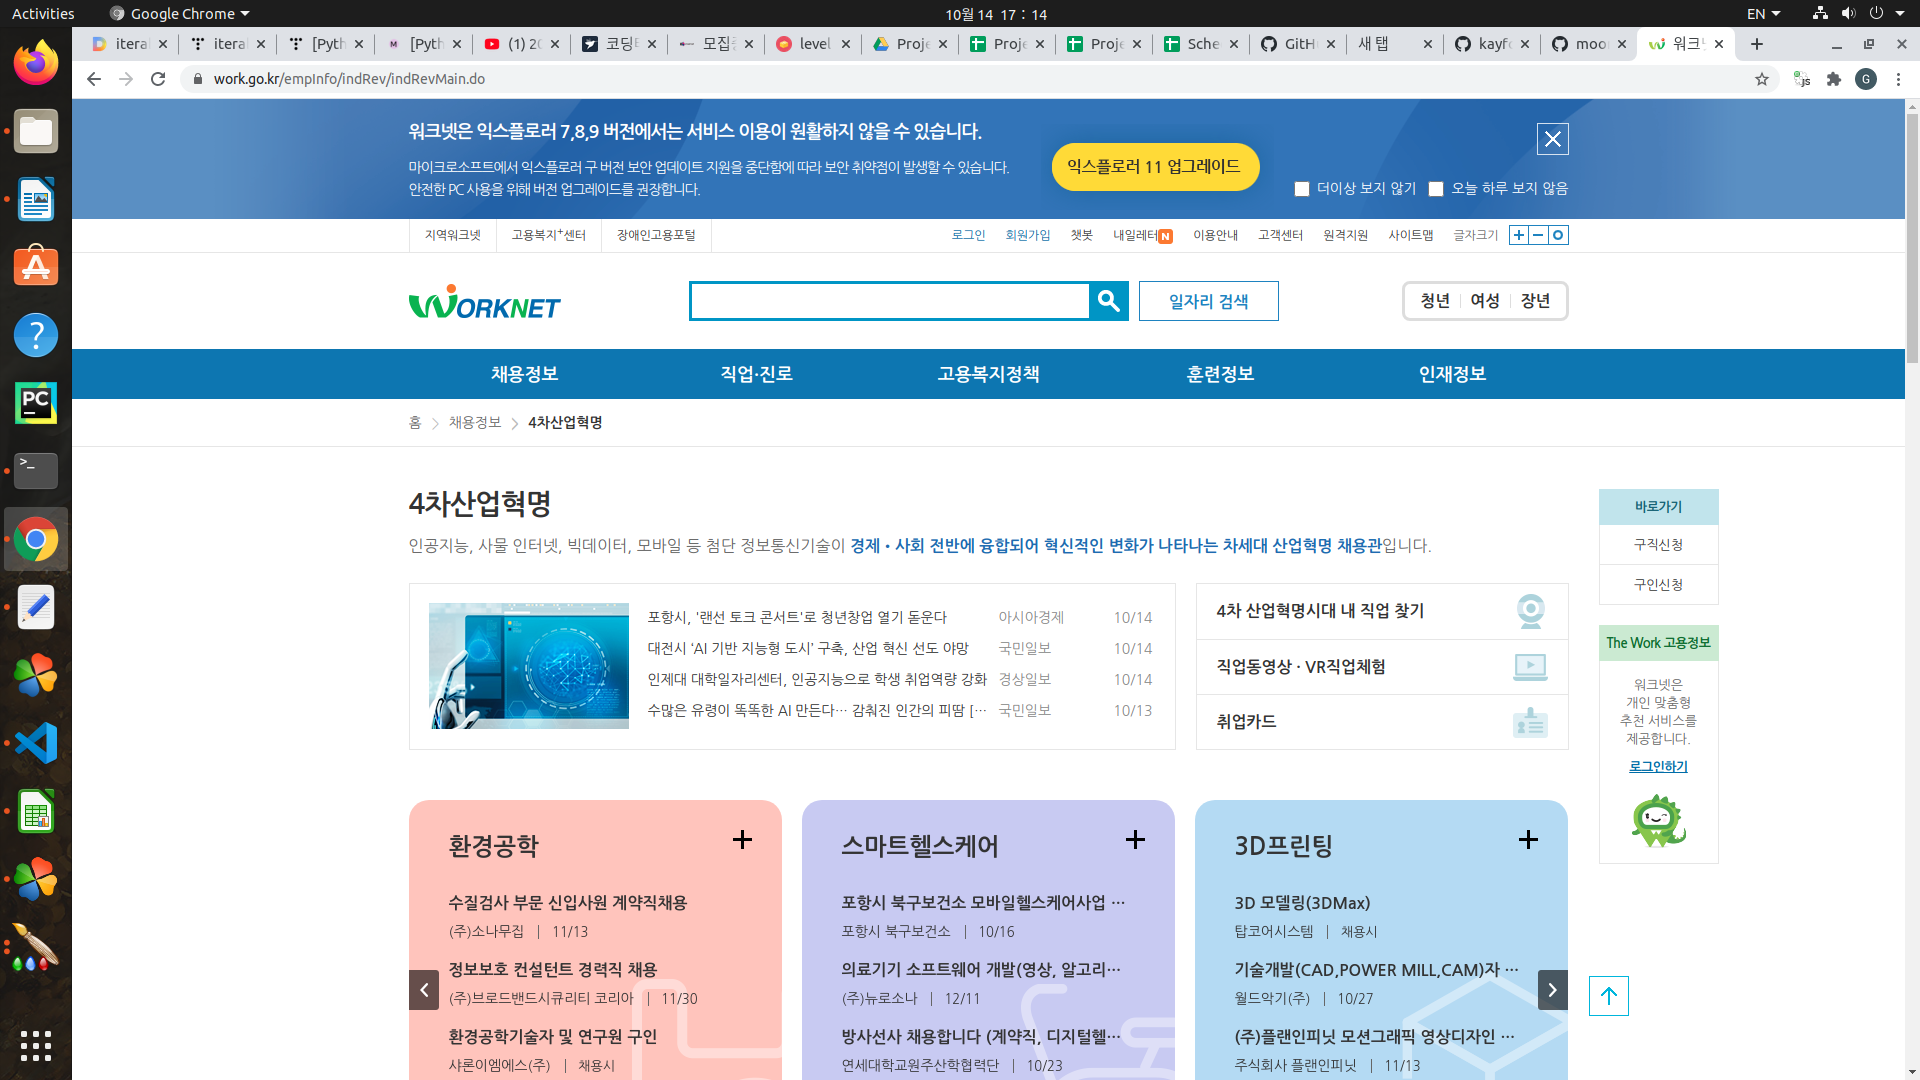 Activities
Google Chrome
10월 14 17 : 14
EN
itera
itera
[Pyth
[Pyth
(1) 20
코딩
모집
level
Proje
Proje
Proje
Sche
GitH
새 탭
kayfo
moo
워크
work.go.kr/empInfo/indRev/indRevMain.do
G
워크넷은 익스플로러 7,8,9 버전에서는 서비스 이용이 원활하지 않을 수 있습니다.
마이크로소프트에서 익스플로러 구 버전 보안 업데이트 지원을 중단함에 따라 보안 취약점이 발생할 수 있습니다.
안전한 PC 사용을 위해 버전 업그레이드를 권장합니다.
익스플로러 11 업그레이드
더이상 보지 않기
오늘 하루 보지 않음
지역워크넷
고용복지+센터
장애인고용포털
로그인
회원가입
챗봇
내일레터 N
이용안내
고객센터
원격지원
사이트맵
글자크기
WORKNET
일자리 검색
청년
여성
장년
채용정보
직업·진로
고용복지정책
훈련정보
인재정보
홈 > 채용정보 > 4차산업혁명
4차산업혁명
인공지능, 사물 인터넷, 빅데이터, 모바일 등 첨단 정보통신기술이 경제 • 사회 전반에 융합되어 혁신적인 변화가 나타나는 차세대 산업혁명 채용관입니다.
포항시, '랜선 토크 콘서트'로 청년창업 열기 돋운다 아시아경제 10/14
대전시 ‘AI 기반 지능형 도시’ 구축, 산업 혁신 선도 야망 국민일보 10/14
인제대 대학일자리센터, 인공지능으로 학생 취업역량 강화 경상일보 10/14
수많은 유령이 똑똑한 AI 만든다… 감춰진 인간의 피땀 [… 국민일보 10/13
4차 산업혁명시대 내 직업 찾기
직업동영상 · VR직업체험
취업카드
바로가기
구직신청
구인신청
The Work 고용정보
워크넷은
개인 맞춤형
추천 서비스를
제공합니다.
로그인하기
환경공학
수질검사 부문 신입사원 계약직채용
(주)소나무집 | 11/13
정보보호 컨설턴트 경력직 채용
(주)브로드밴드시큐리티 코리아 | 11/30
환경공학기술자 및 연구원 구인
샤론이엠에스(주) | 채용시
스마트헬스케어
포항시 북구보건소 모바일헬스케어사업 …
포항시 북구보건소 | 10/16
의료기기 소프트웨어 개발(영상, 알고리…
(주)뉴로소나 | 12/11
방사선사 채용합니다 (계약직, 디지털헬…
연세대학교원주산학협력단 | 10/23
3D프린팅
3D 모델링(3DMax)
탑코어시스템 | 채용시
기술개발(CAD,POWER MILL,CAM)자 …
월드악기(주) | 10/27
(주)플랜인피닛 모션그래픽 영상디자인 …
주식회사 플랜인피닛 | 11/13